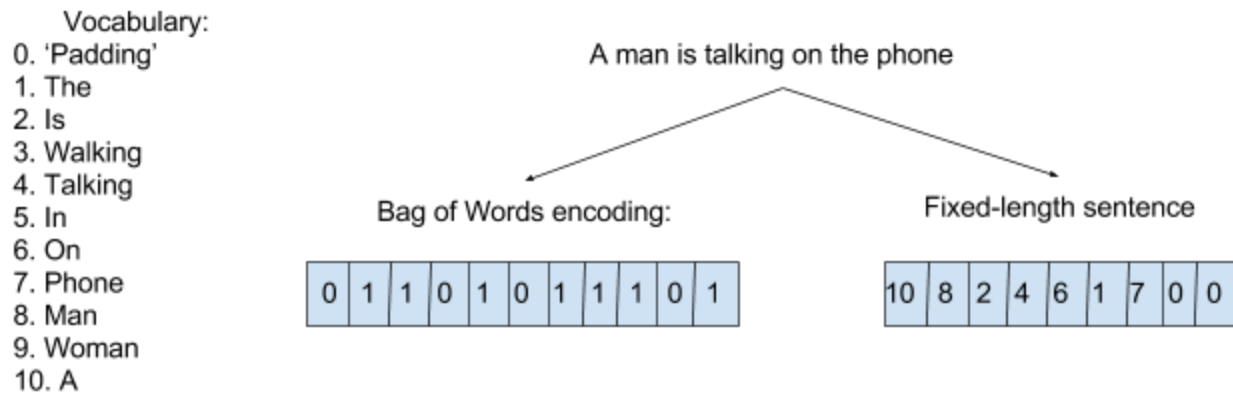 Vocabulary:
0. ‘Padding’
1. The
2. Is
3. Walking
4. Talking
5. In
6. On
7. Phone
8. Man
9. Woman
10. A
A man is talking on the phone
Bag of Words encoding:
0 1 1 0 1 0 1 1 1 0 1
Fixed-length sentence
10 8 2 4 6 1 7 0 0